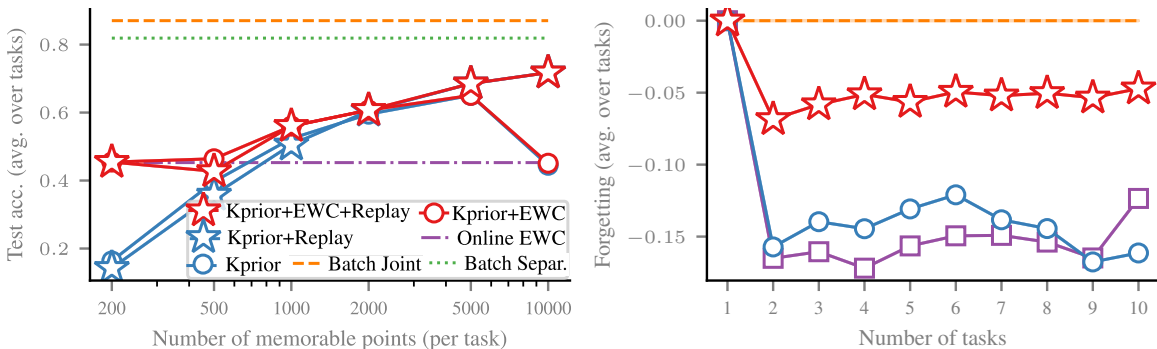 Test acc. (avg. over tasks)
0.8
0.6
0.4
0.2
Kprior+EWC+Replay
Kprior+EWC
Kprior+Replay
Online EWC
Kprior
Batch Joint
Batch Separ.
200
500
1000
2000
5000
10000
Number of memorable points (per task)
Forgetting (avg. over tasks)
0.00
−0.05
−0.10
−0.15
1
2
3
4
5
6
7
8
9
10
Number of tasks